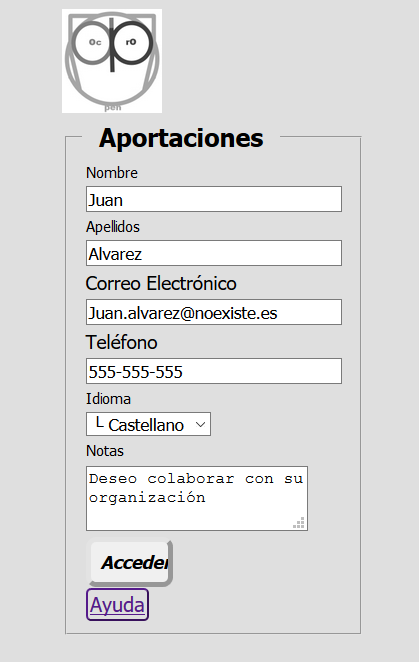 oc
ro
pen
Aportaciones
Nombre
Juan
Apellidos
Alvarez
Correo Electrónico
Juan.alvarez@noexiste.es
Teléfono
555-555-555
Idioma
└ Castellano
Notas
Deseo colaborar con su
organización
Acceder
Ayuda